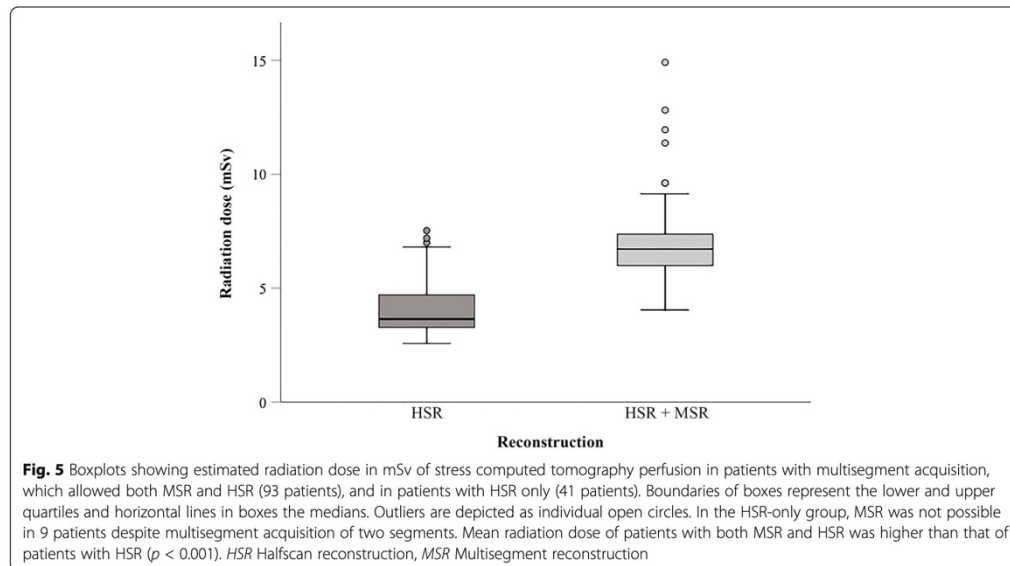 15
10
5
0
Radiation dose (mSv)
HSR
HSR + MSR
Reconstruction
Fig. 5 Boxplots showing estimated radiation dose in mSv of stress computed tomography perfusion in patients with multisegment acquisition,
which allowed both MSR and HSR (93 patients), and in patients with HSR only (41 patients). Boundaries of boxes represent the lower and upper
quartiles and horizontal lines in boxes the medians. Outliers are depicted as individual open circles. In the HSR-only group, MSR was not possible
in 9 patients despite multisegment acquisition of two segments. Mean radiation dose of patients with both MSR and HSR was higher than that of
patients with HSR (p < 0.001). HSR Halfscan reconstruction, MSR Multisegment reconstruction